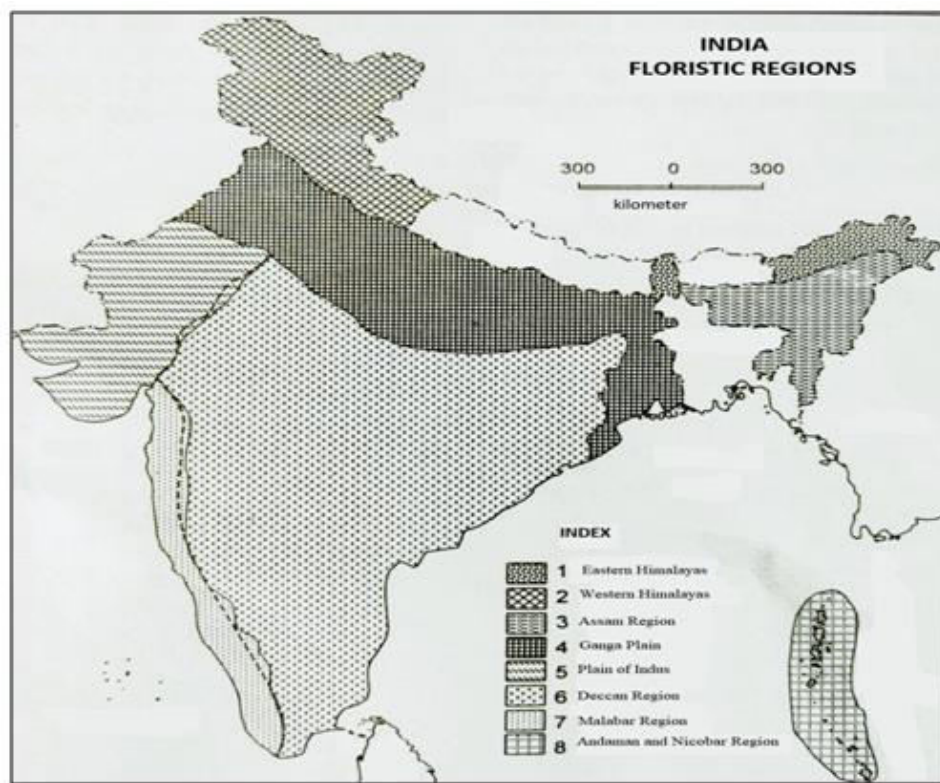 INDIA
FLORISTIC REGIONS
300 0 300
kilometer
INDEX
1 Eastern Himalayas
2 Western Himalayas
3 Assam Region
4 Ganga Plain
5 Plain of Indus
6 Deccan Region
7 Malabar Region
8 Andaman and Nicobar Region